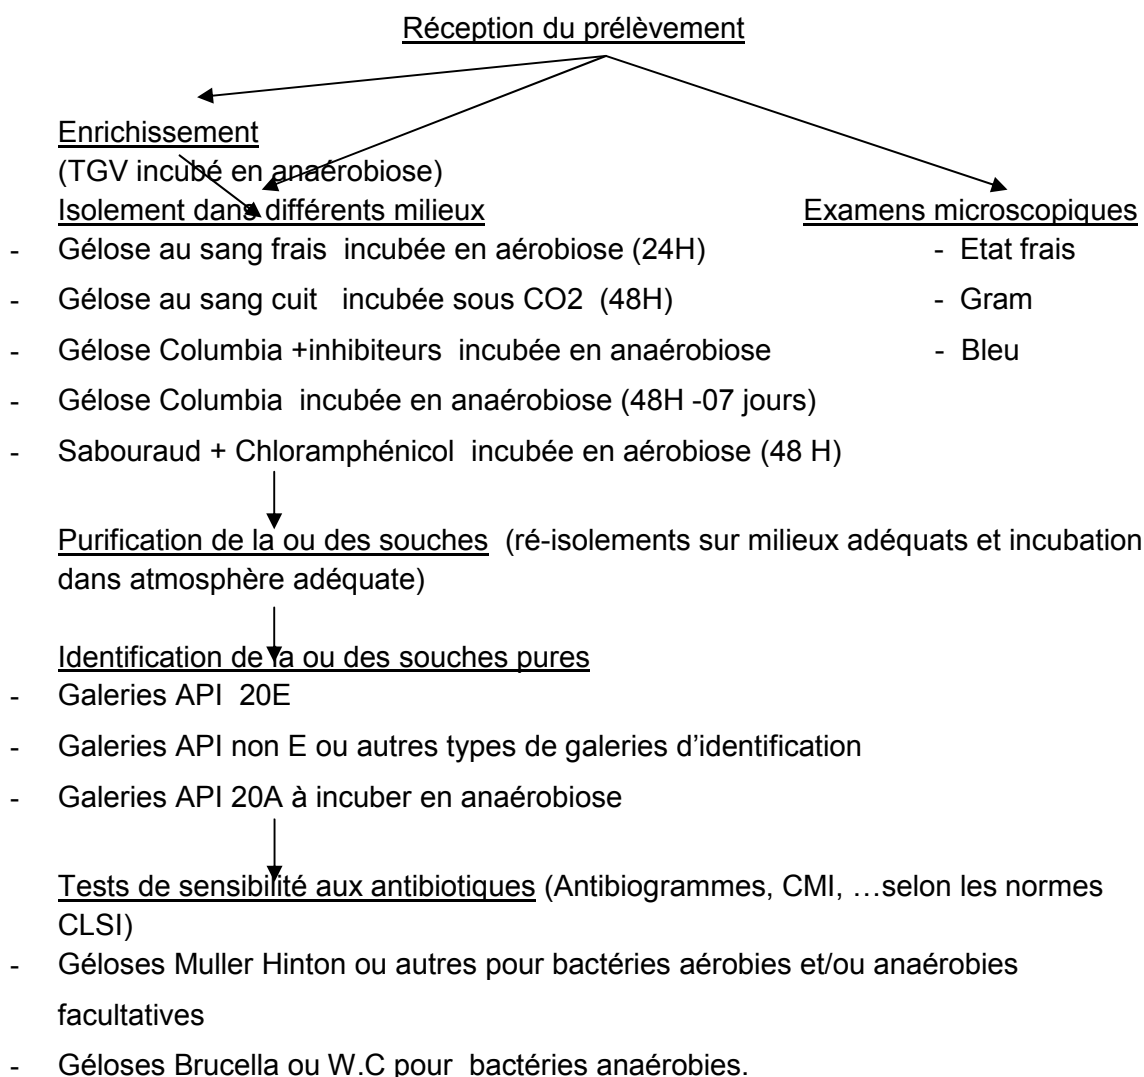 Réception du prélèvement
Enrichissement
(TGV incubé en anaérobiose)
Isolement dans différents milieux
Examens microscopiques
- Gélose au sang frais incubée en aérobiose (24H)
- Etat frais
- Gélose au sang cuit incubée sous CO2 (48H)
- Gram
- Gélose Columbia +inhibiteurs incubée en anaérobiose
- Bleu
- Gélose Columbia incubée en anaérobiose (48H -07 jours)
- Sabouraud + Chloramphénicol incubée en aérobiose (48 H)
Purification de la ou des souches (ré-isolements sur milieux adéquats et incubation
dans atmosphère adéquate)
Identification de la ou des souches pures
- Galeries API 20E
- Galeries API non E ou autres types de galeries d'identification
- Galeries API 20A à incuber en anaérobiose
Tests de sensibilité aux antibiotiques (Antibiogrammes, CMI, …selon les normes
CLSI)
- Géloses Muller Hinton ou autres pour bactéries aérobies et/ou anaérobies
facultatives
- Géloses Brucella ou W.C pour bactéries anaérobies.